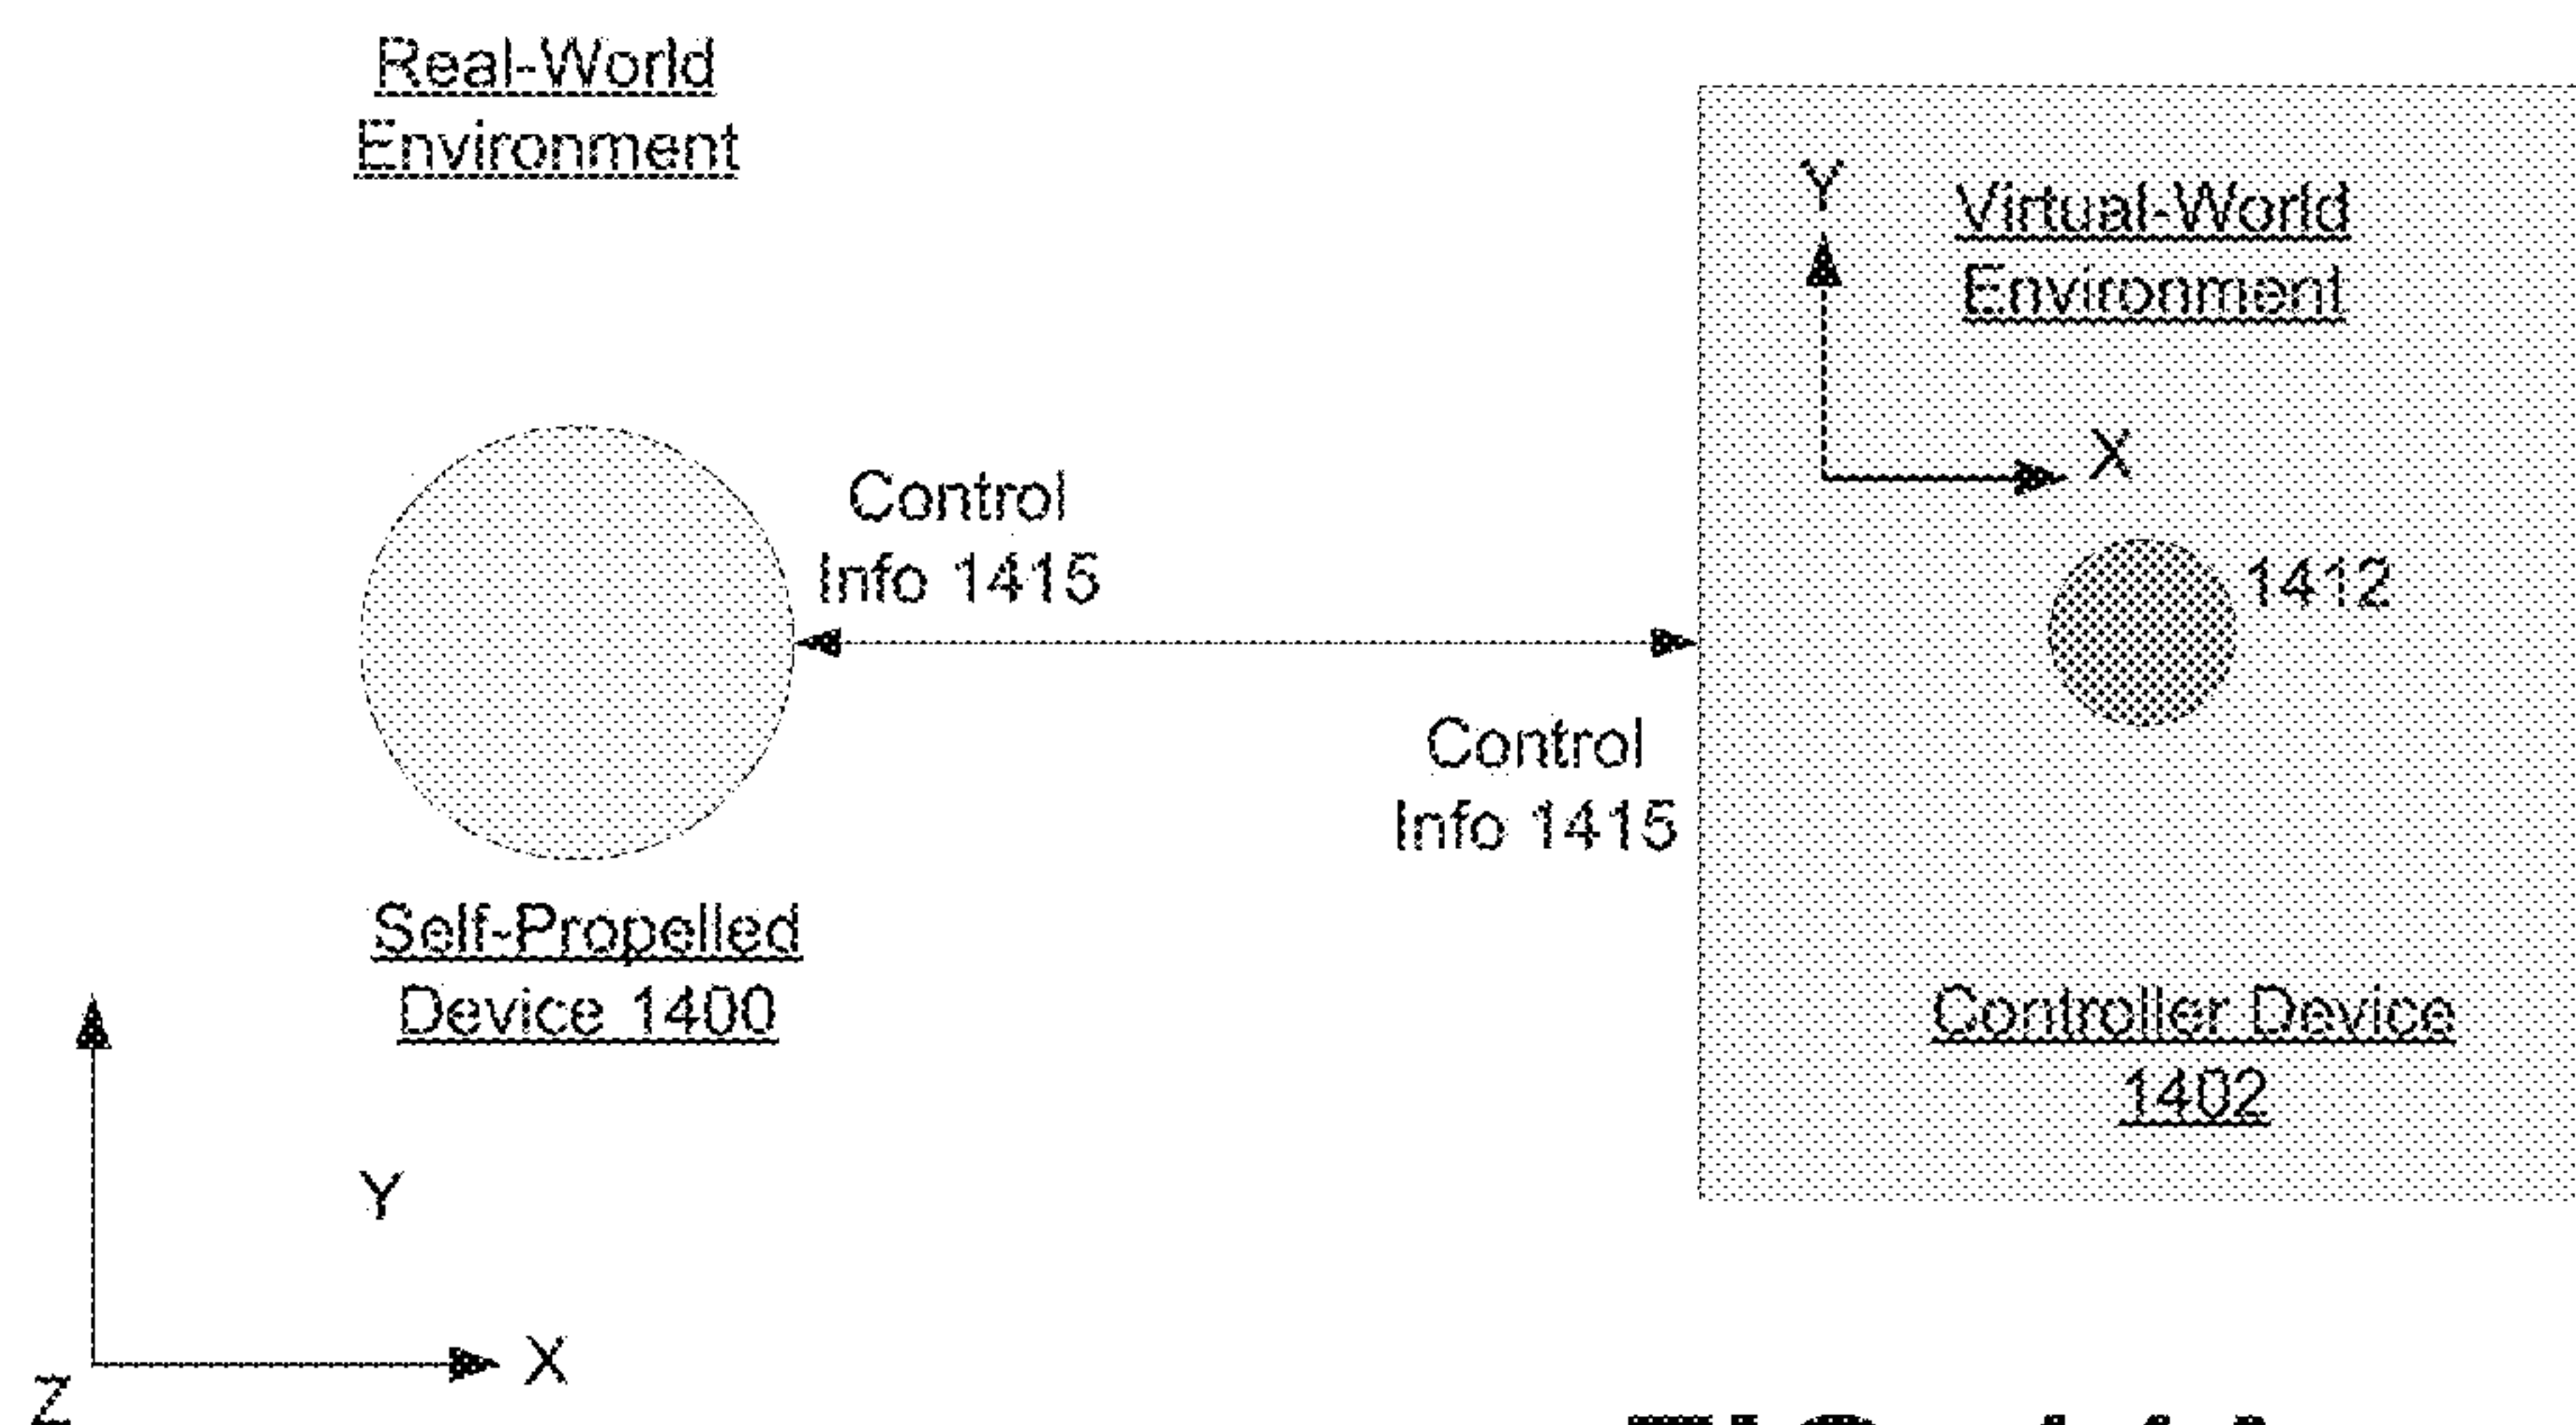 Real-World
Environment
Y
Virtual-World
Environment
X
Control
Info 1415
1412
Control
Info 1415
Self-Propelled
Device 1400
Controller Device
1402
Y
X
Z